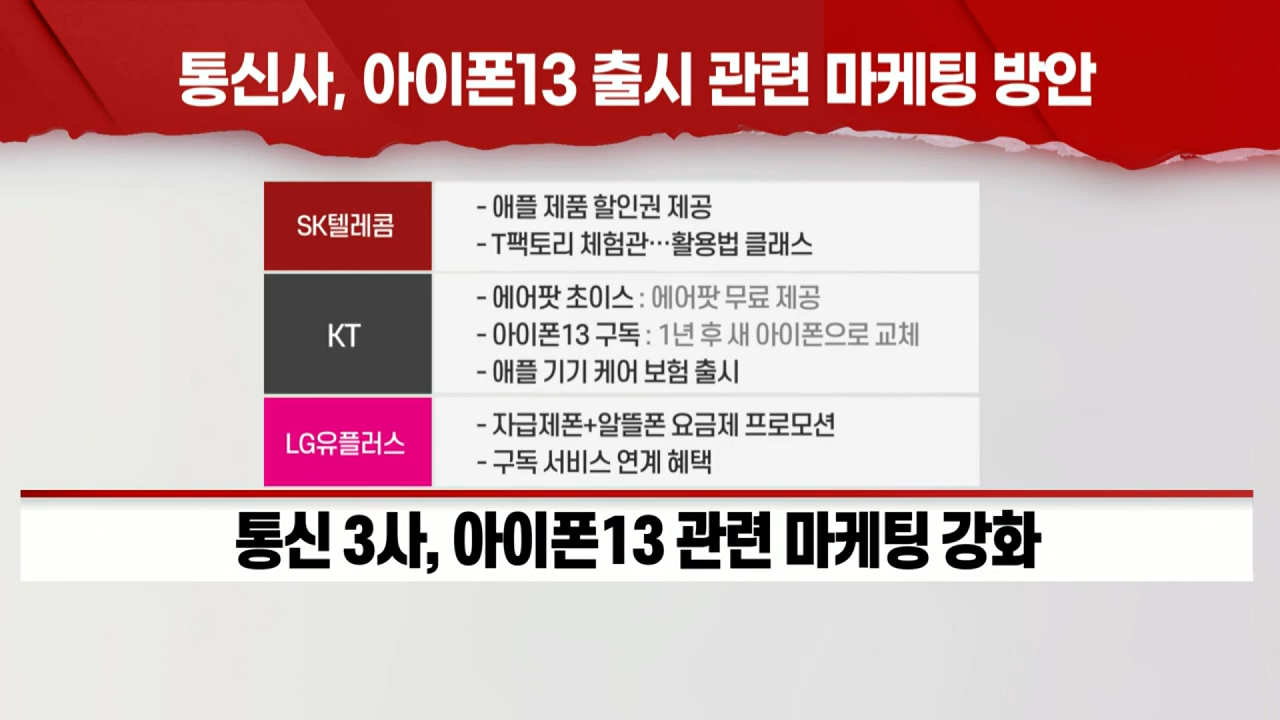 통신사, 아이폰13 출시 관련 마케팅 방안
SK텔레콤
- 애플 제품 할인권 제공
- T팩토리 체험관…활용법 클래스
KT
- 에어팟 초이스 : 에어팟 무료 제공
- 아이폰13 구독 : 1년 후 새 아이폰으로 교체
- 애플 기기 케어 보험 출시
LG유플러스
- 자급제폰+알뜰폰 요금제 프로모션
- 구독 서비스 연계 혜택
통신 3사, 아이폰13 관련 마케팅 강화